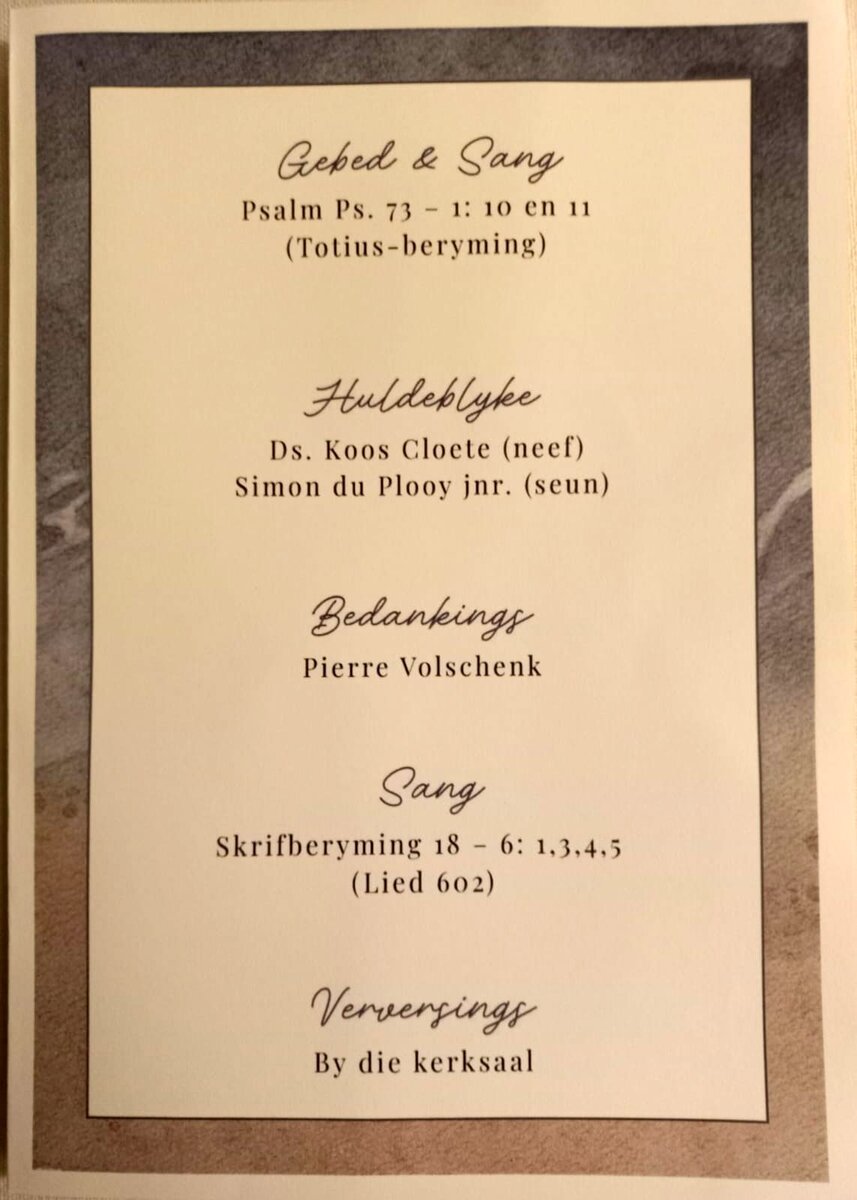 Gebed & Sang
Psalm Ps. 73 – 1: 10 en 11
(Totius-beryming)
Huldeblyke
Ds. Koos Cloete (neef)
Simon du Plooy jnr. (seun)
Bedankings
Pierre Volschenk
Sang
Skrifberyming 18 – 6: 1,3,4,5
(Lied 602)
Verversings
By die kerksaal